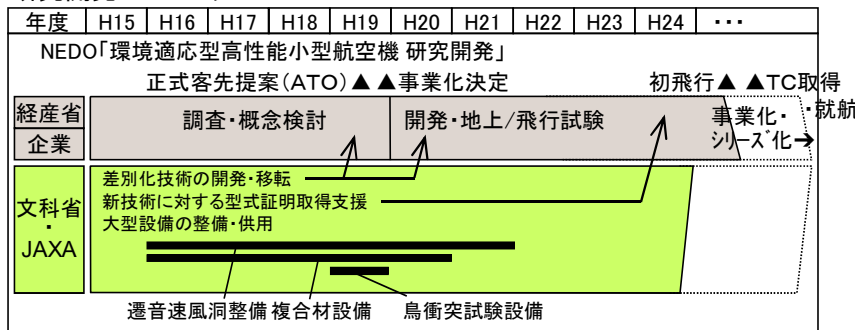 年度 H15 H16 H17 H18 H19 H20 H21 H22 H23 H24 ・・・
NEDO「環境適応型高性能小型航空機 研究開発」
正式客先提案(ATO)▲ ▲事業化決定 初飛行▲ ▲TC取得
・就航
経産省
企業
調査・概念検討
開発・地上/飛行試験
事業化・
シリーズ化→
文科省
・
JAXA
差別化技術の開発・移転
新技術に対する型式証明取得支援
大型設備の整備・供用
遷音速風洞整備 複合材設備 鳥衝突試験設備